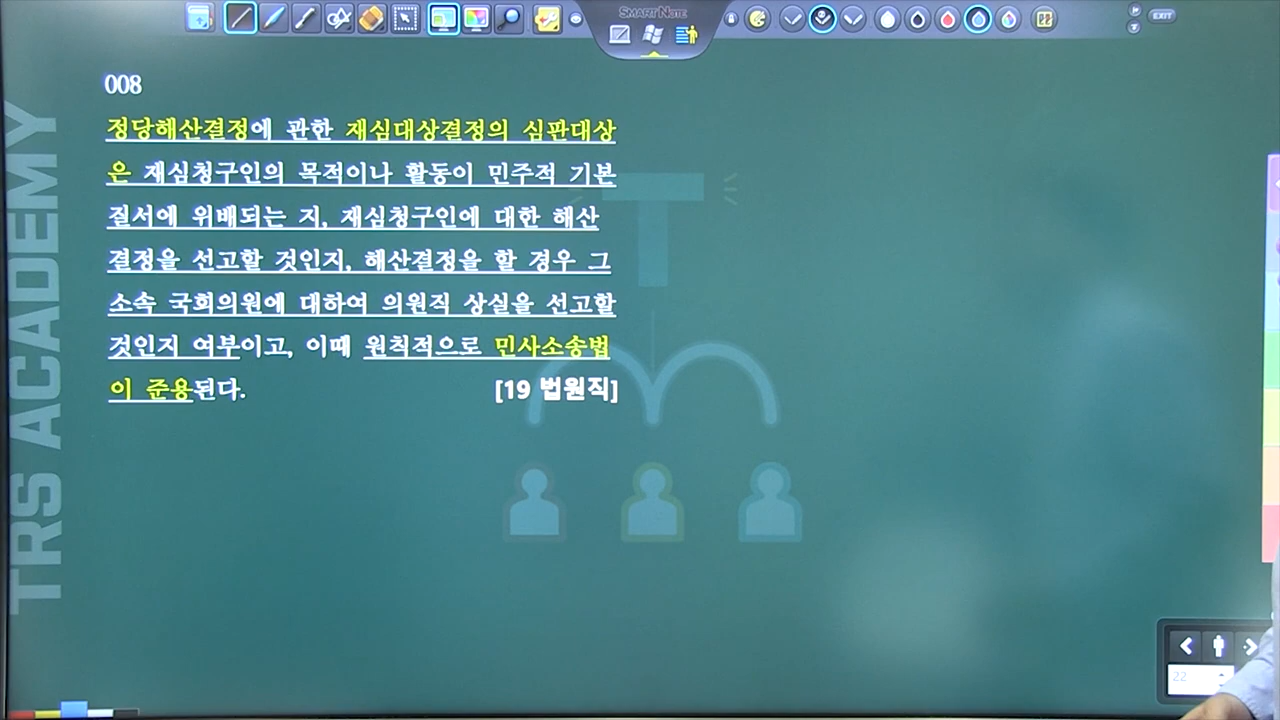 SMART NOTE
EXIT
008
정당해산결정에 관한 재심대상결정의 심판대상
은 재심청구인의 목적이나 활동이 민주적 기본
질서에 위배되는 지, 재심청구인에 대한 해산
결정을 선고할 것인지, 해산결정을 할 경우 그
소속 국회의원에 대하여 의원직 상실을 선고할
것인지 여부이고, 이때 원칙적으로 민사소송법
이 준용된다. [19 법원직]
TRS ACADEMY
22